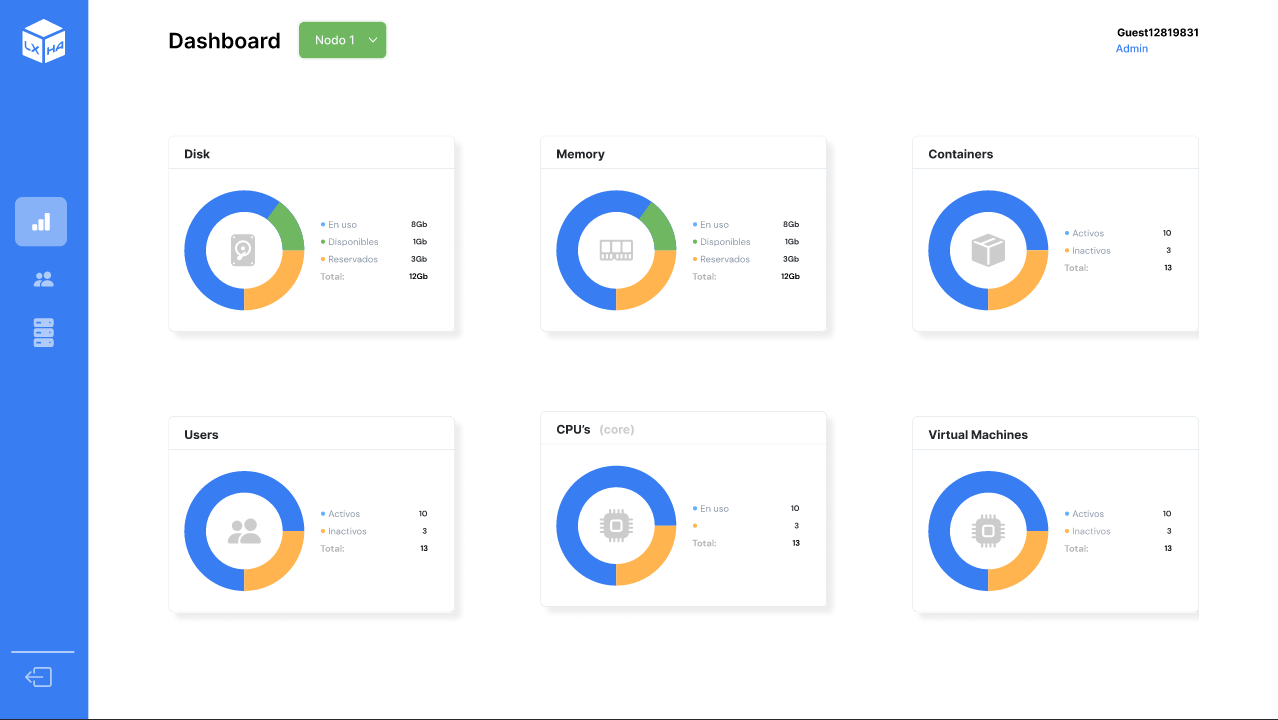 LX HA
Dashboard
Nodo 1
Guest12819831
Admin
Disk
En uso 8Gb
Disponibles 1Gb
Reservados 3Gb
Total: 12Gb
Memory
En uso 8Gb
Disponibles 1Gb
Reservados 3Gb
Total: 12Gb
Containers
Activos 10
Inactivos 3
Total: 13
Users
Activos 10
Inactivos 3
Total: 13
CPU's (core)
En uso 10
3
Total: 13
Virtual Machines
Activos 10
Inactivos 3
Total: 13